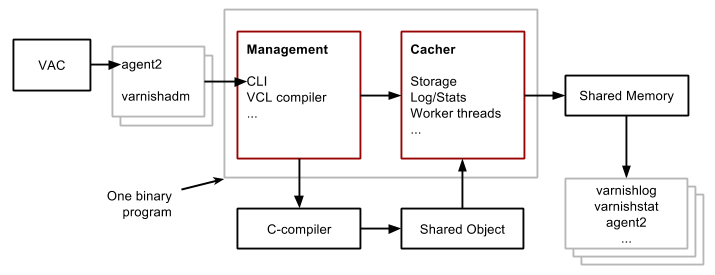 VAC
agent2
varnishadm
Management
CLI
VCL compiler
...
Cacher
Storage
Log/Stats
Worker threads
...
Shared Memory
One binary
program
C-compiler
Shared Object
varnishlog
varnishstat
agent2
...